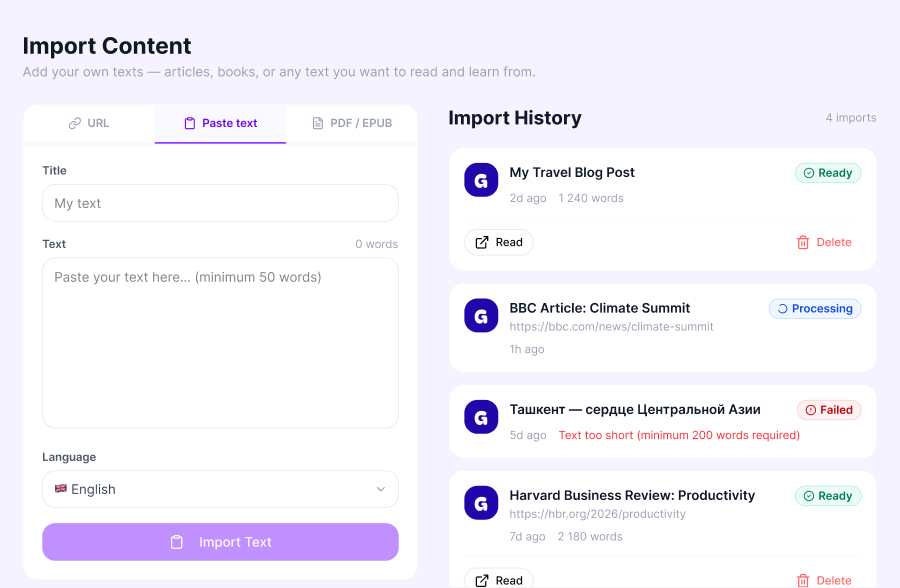 Import Content
Add your own texts — articles, books, or any text you want to read and learn from.
URL
Paste text
PDF / EPUB
Title
My text
Text
0 words
Paste your text here... (minimum 50 words)
Language
English
Import Text
Import History
4 imports
G
My Travel Blog Post
Ready
2d ago 1 240 words
Read
Delete
G
BBC Article: Climate Summit
Processing
https://bbc.com/news/climate-summit
1h ago
G
Ташкент — сердце Центральной Азии
Failed
5d ago Text too short (minimum 200 words required)
G
Harvard Business Review: Productivity
Ready
https://hbr.org/2026/productivity
7d ago 2 180 words
Read
Delete